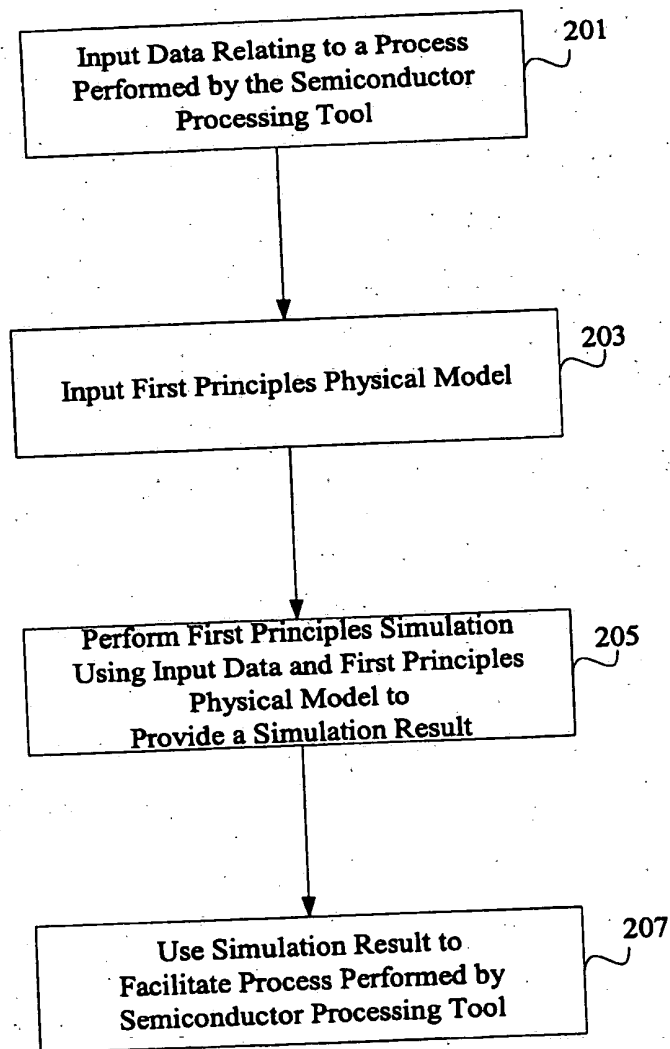 Input Data Relating to a Process
Performed by the Semiconductor
Processing Tool
201
Input First Principles Physical Model
203
Perform First Principles Simulation
Using Input Data and First Principles
Physical Model to
Provide a Simulation Result
205
Use Simulation Result to
Facilitate Process Performed by
Semiconductor Processing Tool
207